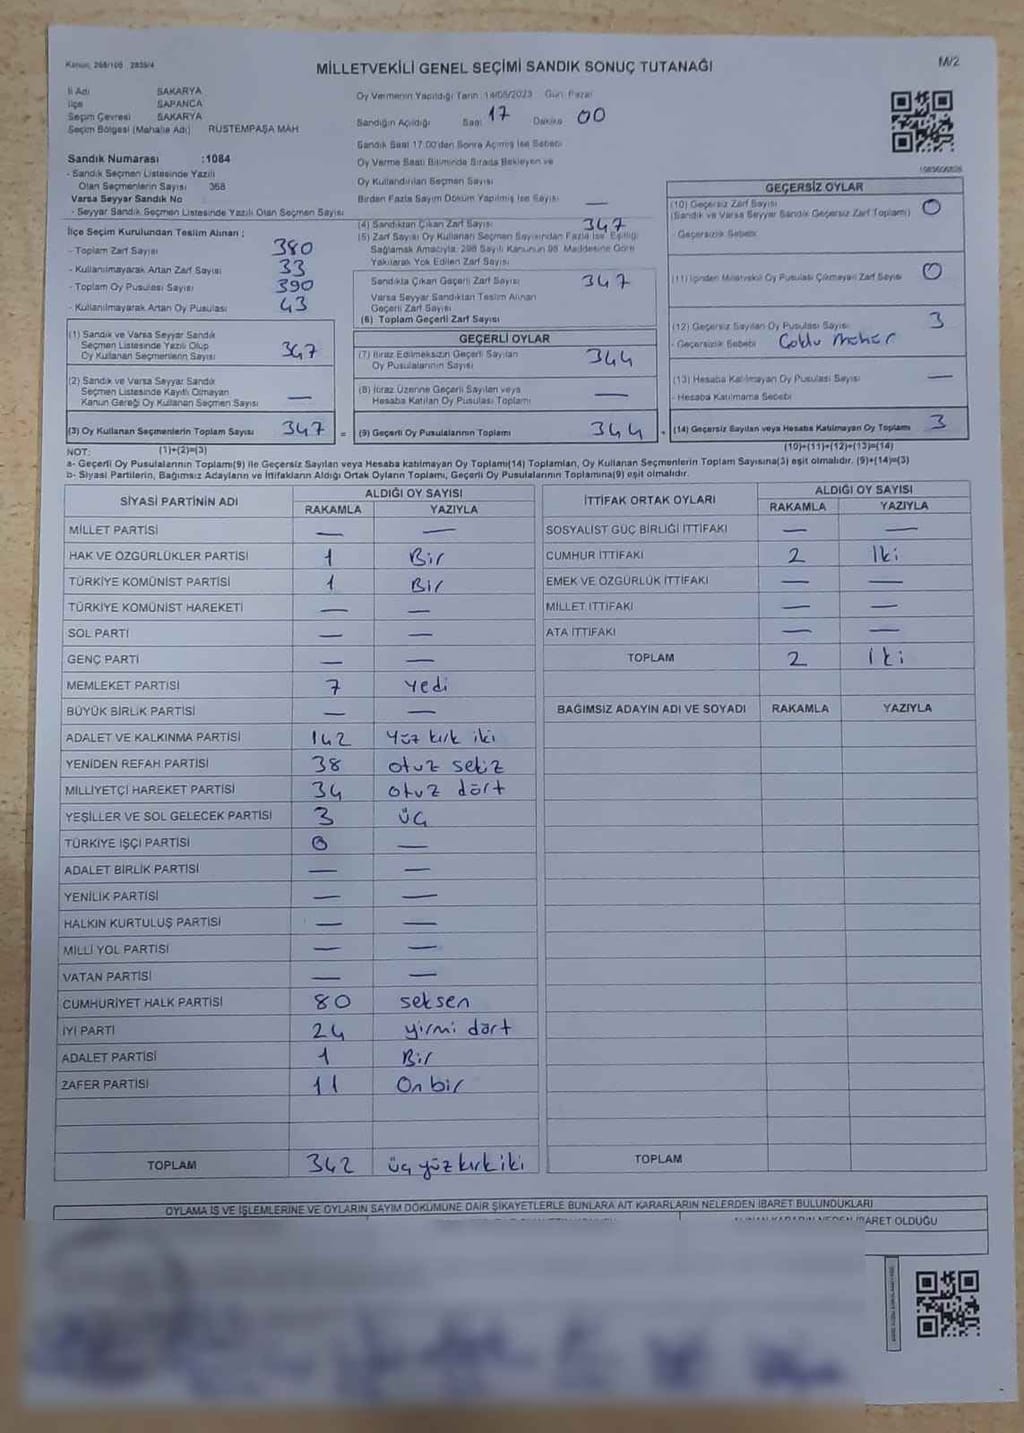 Kanun; 298/105 2839/4
M/2
MİLLETVEKİLİ GENEL SEÇİMİ SANDIK SONUÇ TUTANAĞI
İl Adı SAKARYA
İlçe SAPANCA
Seçim Çevresi SAKARYA
Seçim Bölgesi (Mahalle Adı) RÜSTEMPAŞA MAH
Sandık Numarası :1084
- Sandık Seçmen Listesinde Yazılı
Olan Seçmenlerin Sayısı 368
Varsa Seyyar Sandık No
- Seyyar Sandık Seçmen Listesinde Yazılı Olan Seçmen Sayısı
İlçe Seçim Kurulundan Teslim Alınan ;
- Toplam Zarf Sayısı 380
- Kullanılmayarak Artan Zarf Sayısı 33
- Toplam Oy Pusulası Sayısı 390
- Kullanılmayarak Artan Oy Pusulası 43
(1) Sandık ve Varsa Seyyar Sandık
Seçmen Listesinde Yazılı Olup
Oy Kullanan Seçmenlerin Sayısı 347
(2) Sandık ve Varsa Seyyar Sandık
Seçmen Listesinde Kayıtlı Olmayan
Kanun Gereği Oy Kullanan Seçmen Sayısı —
(3) Oy Kullanan Seçmenlerin Toplam Sayısı 347
Oy Vermenin Yapıldığı Tarih :14/05/2023 Gün: Pazar
Sandığın Açıldığı Saat 17 Dakika 00
Sandık Saat 17.00'den Sonra Açılmış İse Sebebi
Oy Verme Saati Bitiminde Sırada Bekleyen ve
Oy Kullandırılan Seçmen Sayısı
Birden Fazla Sayım Döküm Yapılmış İse Sayısı —
(4) Sandıktan Çıkan Zarf Sayısı 347
(5) Zarf Sayısı Oy Kullanan Seçmen Sayısından Fazla İse, Eşitliği
Sağlamak Amacıyla, 298 Sayılı Kanunun 98. Maddesine Göre
Yakılarak Yok Edilen Zarf Sayısı
Sandıkta Çıkan Geçerli Zarf Sayısı 347
Varsa Seyyar Sandıktan Teslim Alınan
Geçerli Zarf Sayısı
(6) Toplam Geçerli Zarf Sayısı
GEÇERLİ OYLAR
(7) İtiraz Edilmeksizin Geçerli Sayılan
Oy Pusulalarının Sayısı 344
(8) İtiraz Üzerine Geçerli Sayılan veya
Hesaba Katılan Oy Pusulası Toplamı —
= (9) Geçerli Oy Pusulalarının Toplamı 344
GEÇERSİZ OYLAR
(10) Geçersiz Zarf Sayısı
(Sandık ve Varsa Seyyar Sandık Geçersiz Zarf Toplamı) 0
- Geçersizlik Sebebi
(11) İçinden Milletvekili Oy Pusulası Çıkmayan Zarf Sayısı 0
(12) Geçersiz Sayılan Oy Pusulası Sayısı 3
- Geçersizlik Sebebi
(13) Hesaba Katılmayan Oy Pusulası Sayısı —
- Hesaba Katılmama Sebebi
+ (14) Geçersiz Sayılan veya Hesaba Katılmayan Oy Toplamı 3
NOT: (1)+(2)=(3) (10)+(11)+(12)+(13)=(14)
a- Geçerli Oy Pusulalarının Toplamı(9) ile Geçersiz Sayılan veya Hesaba katılmayan Oy Toplamı(14) Toplamları, Oy Kullanan Seçmenlerin Toplam Sayısına(3) eşit olmalıdır. (9)+(14)=(3)
b- Siyasi Partilerin, Bağımsız Adayların ve İttifakların Aldığı Ortak Oyların Toplamı, Geçerli Oy Pusulalarının Toplamına(9) eşit olmalıdır.
SİYASİ PARTİNİN ADI ALDIĞI OY SAYISI
RAKAMLA YAZIYLA
MİLLET PARTİSİ — —
HAK VE ÖZGÜRLÜKLER PARTİSİ 1 Bir
TÜRKİYE KOMÜNİST PARTİSİ 1 Bir
TÜRKİYE KOMÜNİST HAREKETİ — —
SOL PARTİ — —
GENÇ PARTİ — —
MEMLEKET PARTİSİ 7 Yedi
BÜYÜK BİRLİK PARTİSİ — —
ADALET VE KALKINMA PARTİSİ 142 Yüz kırk iki
YENİDEN REFAH PARTİSİ 38 otuz sekiz
MİLLİYETÇİ HAREKET PARTİSİ 34 otuz dört
YEŞİLLER VE SOL GELECEK PARTİSİ 3 üç
TÜRKİYE İŞÇİ PARTİSİ 0 —
ADALET BİRLİK PARTİSİ — —
YENİLİK PARTİSİ — —
HALKIN KURTULUŞ PARTİSİ — —
MİLLİ YOL PARTİSİ — —
VATAN PARTİSİ — —
CUMHURİYET HALK PARTİSİ 80 seksen
İYİ PARTİ 24 yirmi dört
ADALET PARTİSİ 1 Bir
ZAFER PARTİSİ 11 On bir
TOPLAM 342 üç yüz kırk iki
İTTİFAK ORTAK OYLARI ALDIĞI OY SAYISI
RAKAMLA YAZIYLA
SOSYALİST GÜÇ BİRLİĞİ İTTİFAKI — —
CUMHUR İTTİFAKI 2 İki
EMEK VE ÖZGÜRLÜK İTTİFAKI — —
MİLLET İTTİFAKI — —
ATA İTTİFAKI — —
TOPLAM 2 İki
BAĞIMSIZ ADAYIN ADI VE SOYADI RAKAMLA YAZIYLA
TOPLAM
OYLAMA İŞ VE İŞLEMLERİNE VE OYLARIN SAYIM DÖKÜMÜNE DAİR ŞİKAYETLERLE BUNLARA AİT KARARLARIN NELERDEN İBARET BULUNDUKLARI
ALINAN KARARIN NEDEN İBARET OLDUĞU